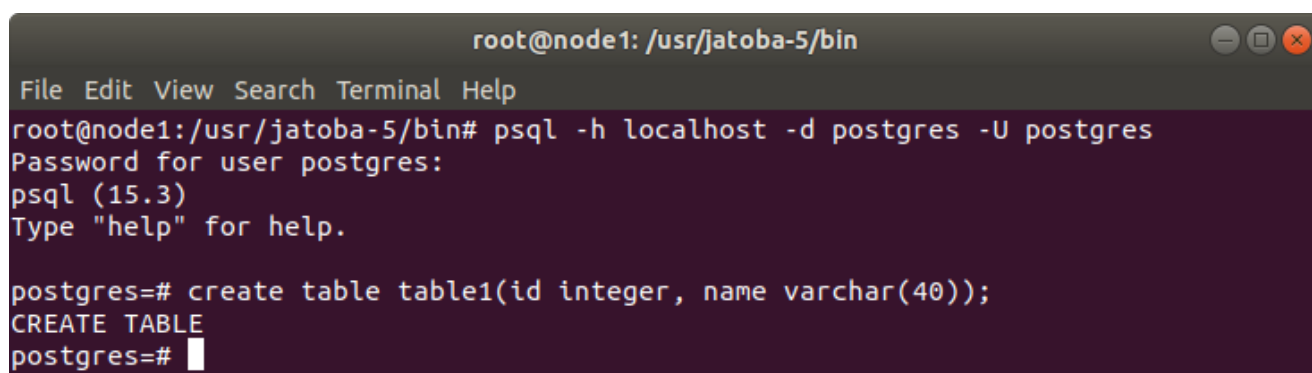 root@node1: /usr/jatoba-5/bin
File Edit View Search Terminal Help
root@node1:/usr/jatoba-5/bin# psql -h localhost -d postgres -U postgres
Password for user postgres:
psql (15.3)
Type "help" for help.
postgres=# create table table1(id integer, name varchar(40));
CREATE TABLE
postgres=#